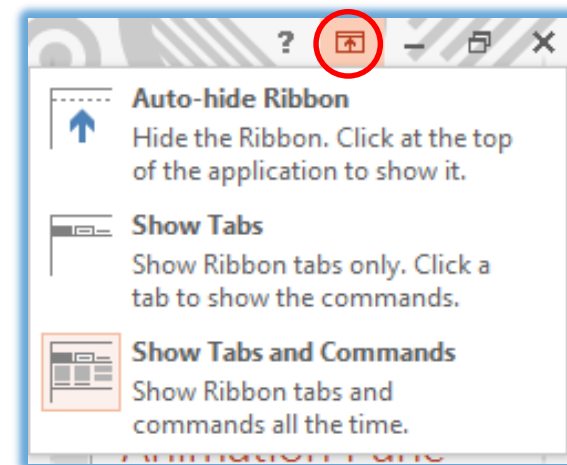 ?
Auto-hide Ribbon
Hide the Ribbon. Click at the top
of the application to show it.
Show Tabs
Show Ribbon tabs only. Click a
tab to show the commands.
Show Tabs and Commands
Show Ribbon tabs and
commands all the time.
Animation Pane